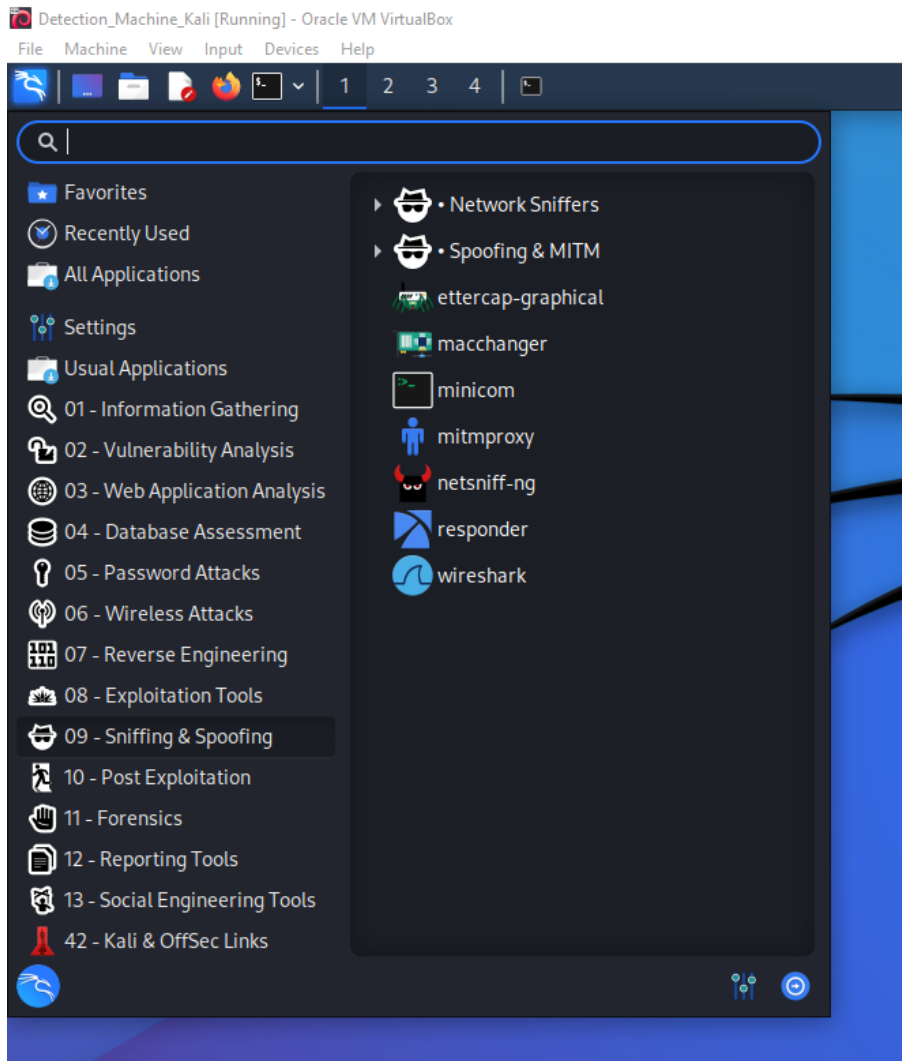 Detection_Machine_Kali [Running] - Oracle VM VirtualBox
File Machine View Input Devices Help
1 2 3 4
Favorites
Recently Used
All Applications
Settings
Usual Applications
01 - Information Gathering
02 - Vulnerability Analysis
03 - Web Application Analysis
04 - Database Assessment
05 - Password Attacks
06 - Wireless Attacks
07 - Reverse Engineering
08 - Exploitation Tools
09 - Sniffing & Spoofing
10 - Post Exploitation
11 - Forensics
12 - Reporting Tools
13 - Social Engineering Tools
42 - Kali & OffSec Links
• Network Sniffers
• Spoofing & MITM
ettercap-graphical
macchanger
minicom
mitmproxy
netsniff-ng
responder
wireshark